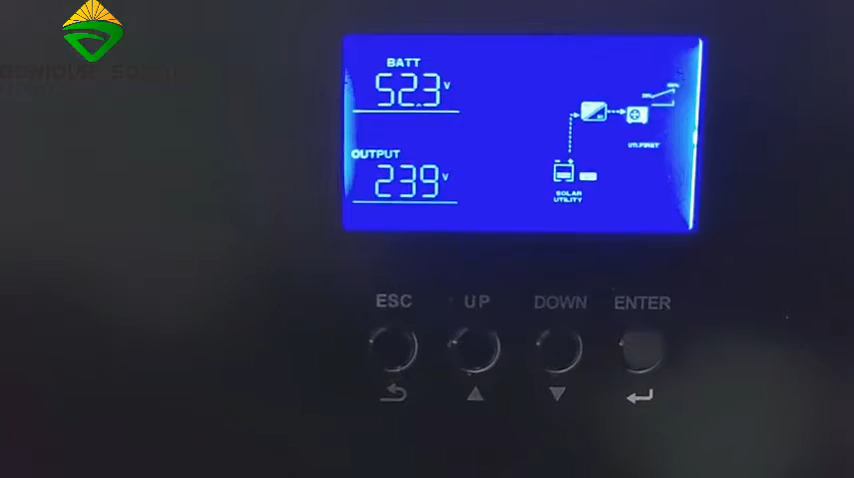 BATT
52.3V
OUTPUT
239V
UTI.FIRST
SOLAR
UTILITY
ESC
UP
DOWN
ENTER